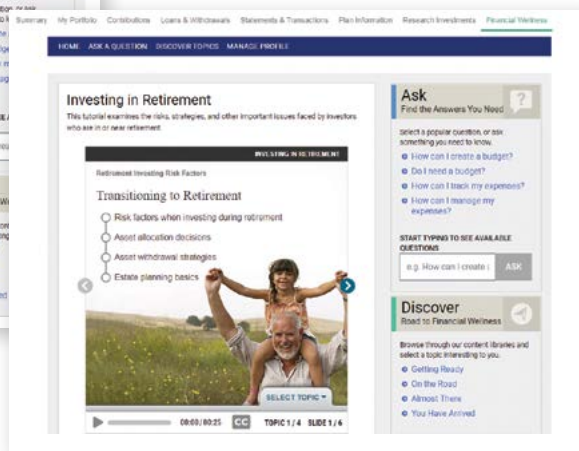 Summary My Portfolio Contributions Loans & Withdrawals Statements & Transactions Plan Information Research Investments Financial Wellness
HOME ASK A QUESTION DISCOVER TOPICS MANAGE PROFILE
Investing in Retirement
This tutorial examines the risks, strategies, and other important issues faced by investors
who are in or near retirement.
INVESTING IN RETIREMENT
Retirement Investing Risk Factors
Transitioning to Retirement
Risk factors when investing during retirement
Asset allocation decisions
Asset withdrawal strategies
Estate planning basics
SELECT TOPIC
00:00/00:25 CC TOPIC 1/4 SLIDE 1/6
Ask
Find the Answers You Need
?
Select a popular question, or ask
something you need to know.
How can I create a budget?
Do I need a budget?
How can I track my expenses?
How can I manage my
expenses?
START TYPING TO SEE AVAILABLE
QUESTIONS
e.g. How can I create a ASK
Discover
Road to Financial Wellness
Browse through our content libraries and
select a topic interesting to you.
Getting Ready
On the Road
Almost There
You Have Arrived